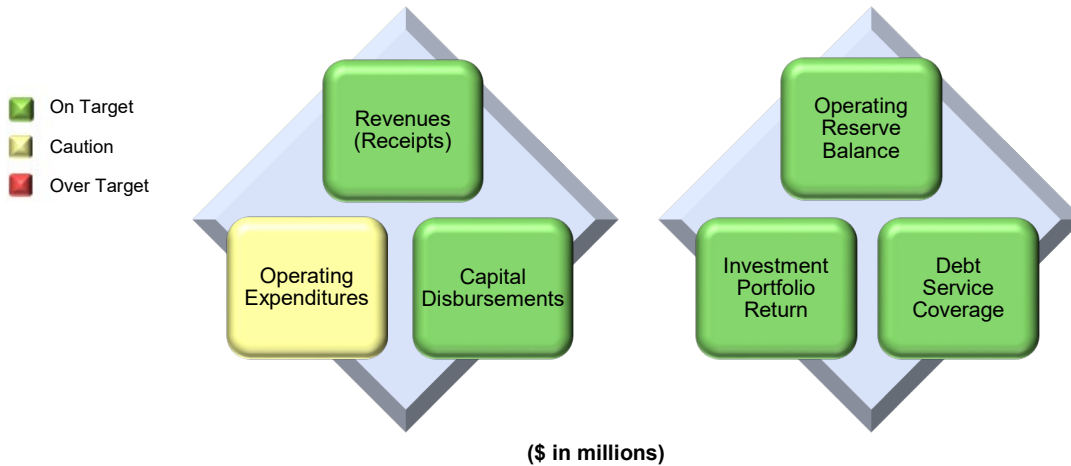 On Target
Caution
Over Target
Revenues
(Receipts)
Operating
Expenditures
Capital
Disbursements
Operating
Reserve
Balance
Investment
Portfolio
Return
Debt
Service
Coverage
($ in millions)